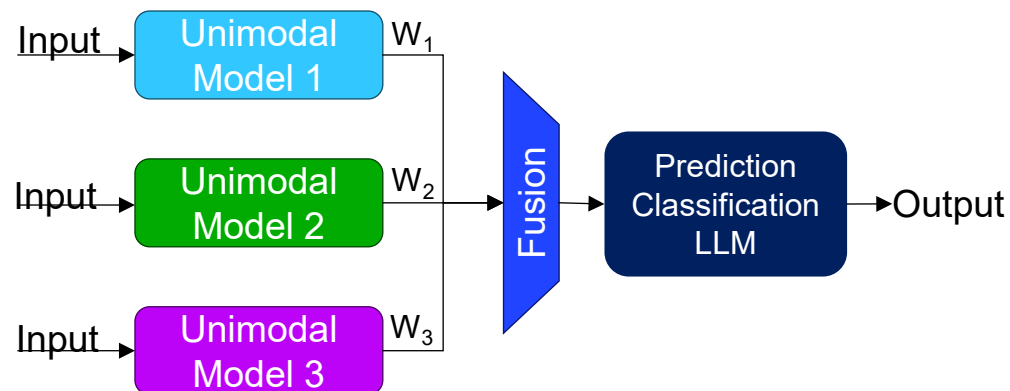 Input
Unimodal
Model 1
W₁
Input
Unimodal
Model 2
W₂
Input
Unimodal
Model 3
W₃
Fusion
Prediction
Classification
LLM
Output